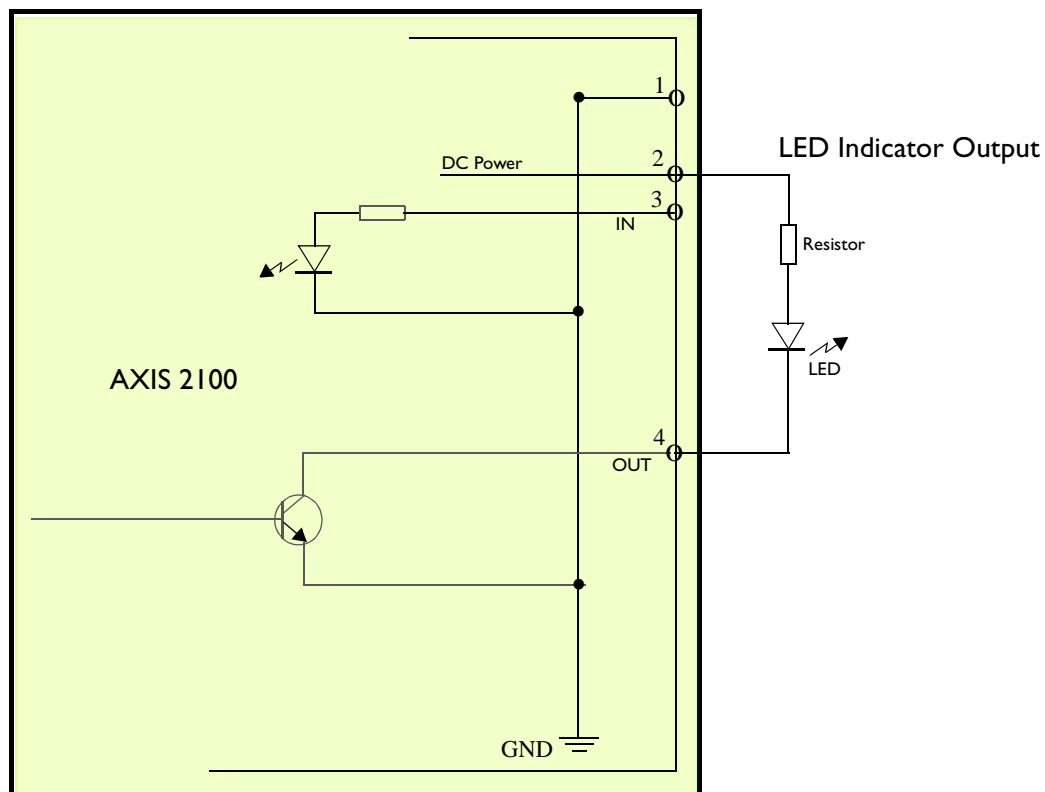 1
LED Indicator Output
DC Power
2
3
IN
Resistor
LED
AXIS 2100
4
OUT
GND